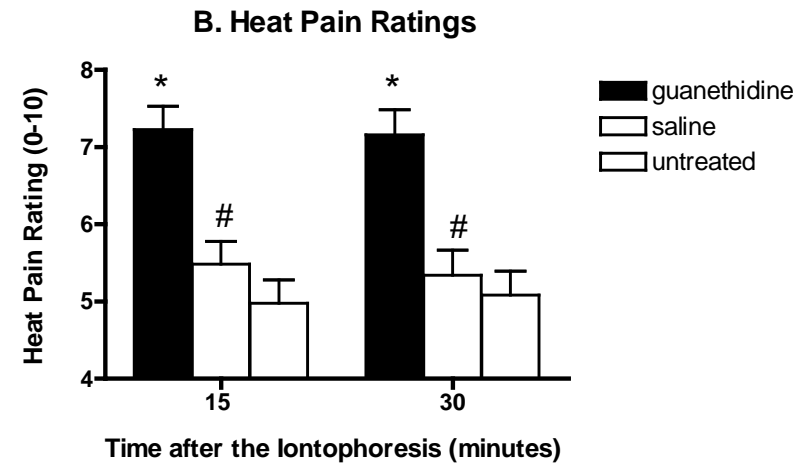 B. Heat Pain Ratings
Heat Pain Rating (0-10)
8
7
6
5
4
*
#
*
#
15
30
Time after the Iontophoresis (minutes)
guanethidine
saline
untreated